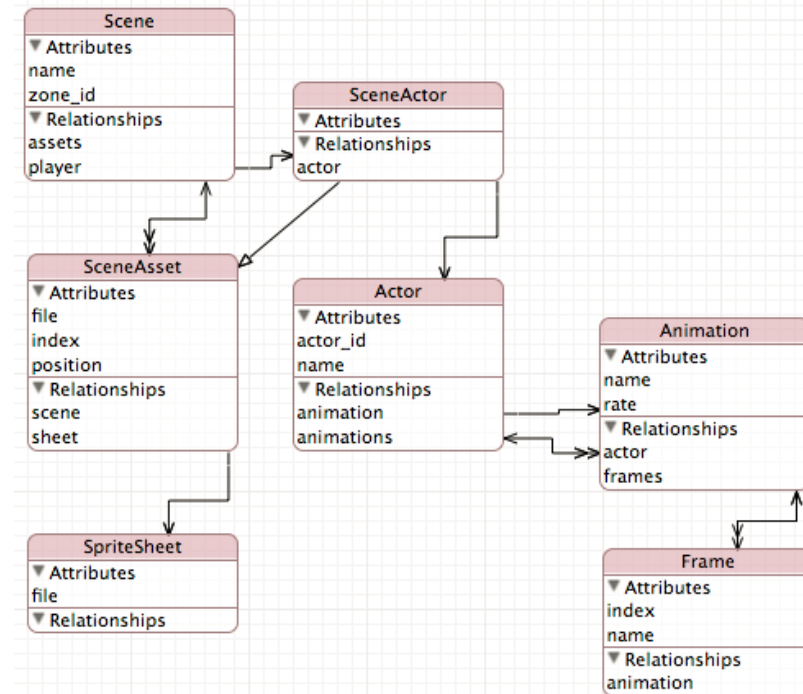 Scene
Attributes
name
zone_id
Relationships
assets
player
SceneActor
Attributes
Relationships
actor
SceneAsset
Attributes
file
index
position
Relationships
scene
sheet
Actor
Attributes
actor_id
name
Relationships
animation
animations
Animation
Attributes
name
rate
Relationships
actor
frames
SpriteSheet
Attributes
file
Relationships
Frame
Attributes
index
name
Relationships
animation